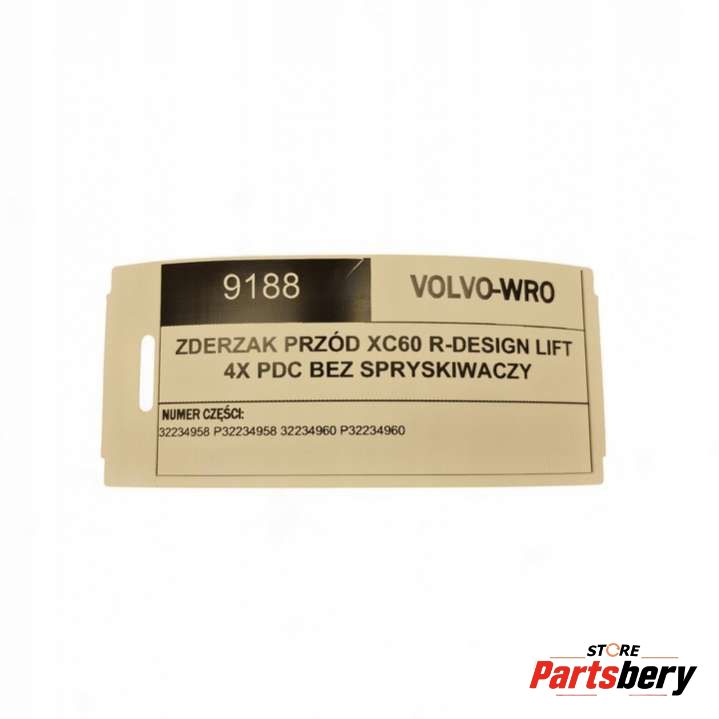 9188
VOLVO-WRO
ZDERZAK PRZÓD XC60 R-DESIGN LIFT
4X PDC BEZ SPRYSKIWACZY
NUMER CZĘŚCI:
32234958 P32234958 32234960 P32234960
STORE
Partsbery